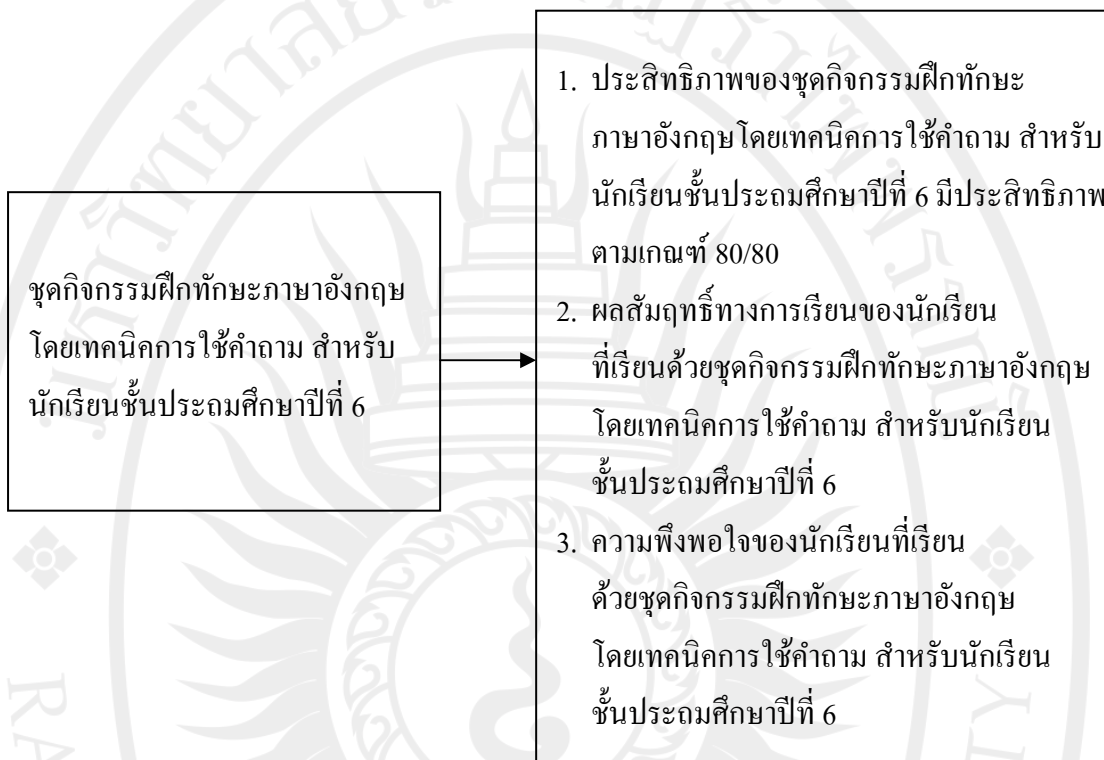 ชุดกิจกรรมฝึกทักษะภาษาอังกฤษ
โดยเทคนิคการใช้คำถาม สำหรับ
นักเรียนชั้นประถมศึกษาปีที่ 6
1. ประสิทธิภาพของชุดกิจกรรมฝึกทักษะ
ภาษาอังกฤษโดยเทคนิคการใช้คำถาม สำหรับ
นักเรียนชั้นประถมศึกษาปีที่ 6 มีประสิทธิภาพ
ตามเกณฑ์ 80/80
2. ผลสัมฤทธิ์ทางการเรียนของนักเรียน
ที่เรียนด้วยชุดกิจกรรมฝึกทักษะภาษาอังกฤษ
โดยเทคนิคการใช้คำถาม สำหรับนักเรียน
ชั้นประถมศึกษาปีที่ 6
3. ความพึงพอใจของนักเรียนที่เรียน
ด้วยชุดกิจกรรมฝึกทักษะภาษาอังกฤษ
โดยเทคนิคการใช้คำถาม สำหรับนักเรียน
ชั้นประถมศึกษาปีที่ 6